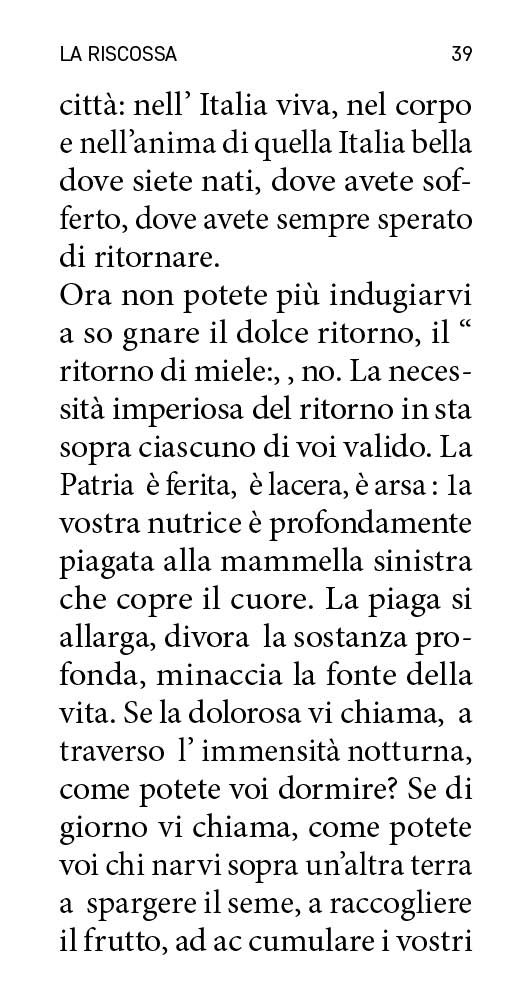 LA RISCOSSA 39
città: nell’ Italia viva, nel corpo
e nell’anima di quella Italia bella
dove siete nati, dove avete sof-
ferto, dove avete sempre sperato
di ritornare.
Ora non potete più indugiarvi
a so gnare il dolce ritorno, il “
ritorno di miele:, , no. La neces-
sità imperiosa del ritorno in sta
sopra ciascuno di voi valido. La
Patria è ferita, è lacera, è arsa : 1a
vostra nutrice è profondamente
piagata alla mammella sinistra
che copre il cuore. La piaga si
allarga, divora la sostanza pro-
fonda, minaccia la fonte della
vita. Se la dolorosa vi chiama, a
traverso l’ immensità notturna,
come potete voi dormire? Se di
giorno vi chiama, come potete
voi chi narvi sopra un’altra terra
a spargere il seme, a raccogliere
il frutto, ad ac cumulare i vostri